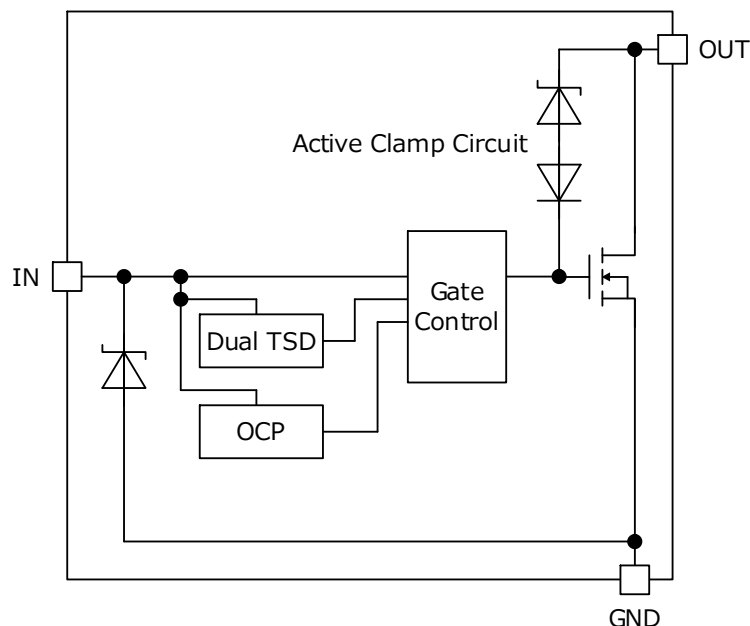 OUT
Active Clamp Circuit
IN
Gate
Control
Dual TSD
OCP
GND